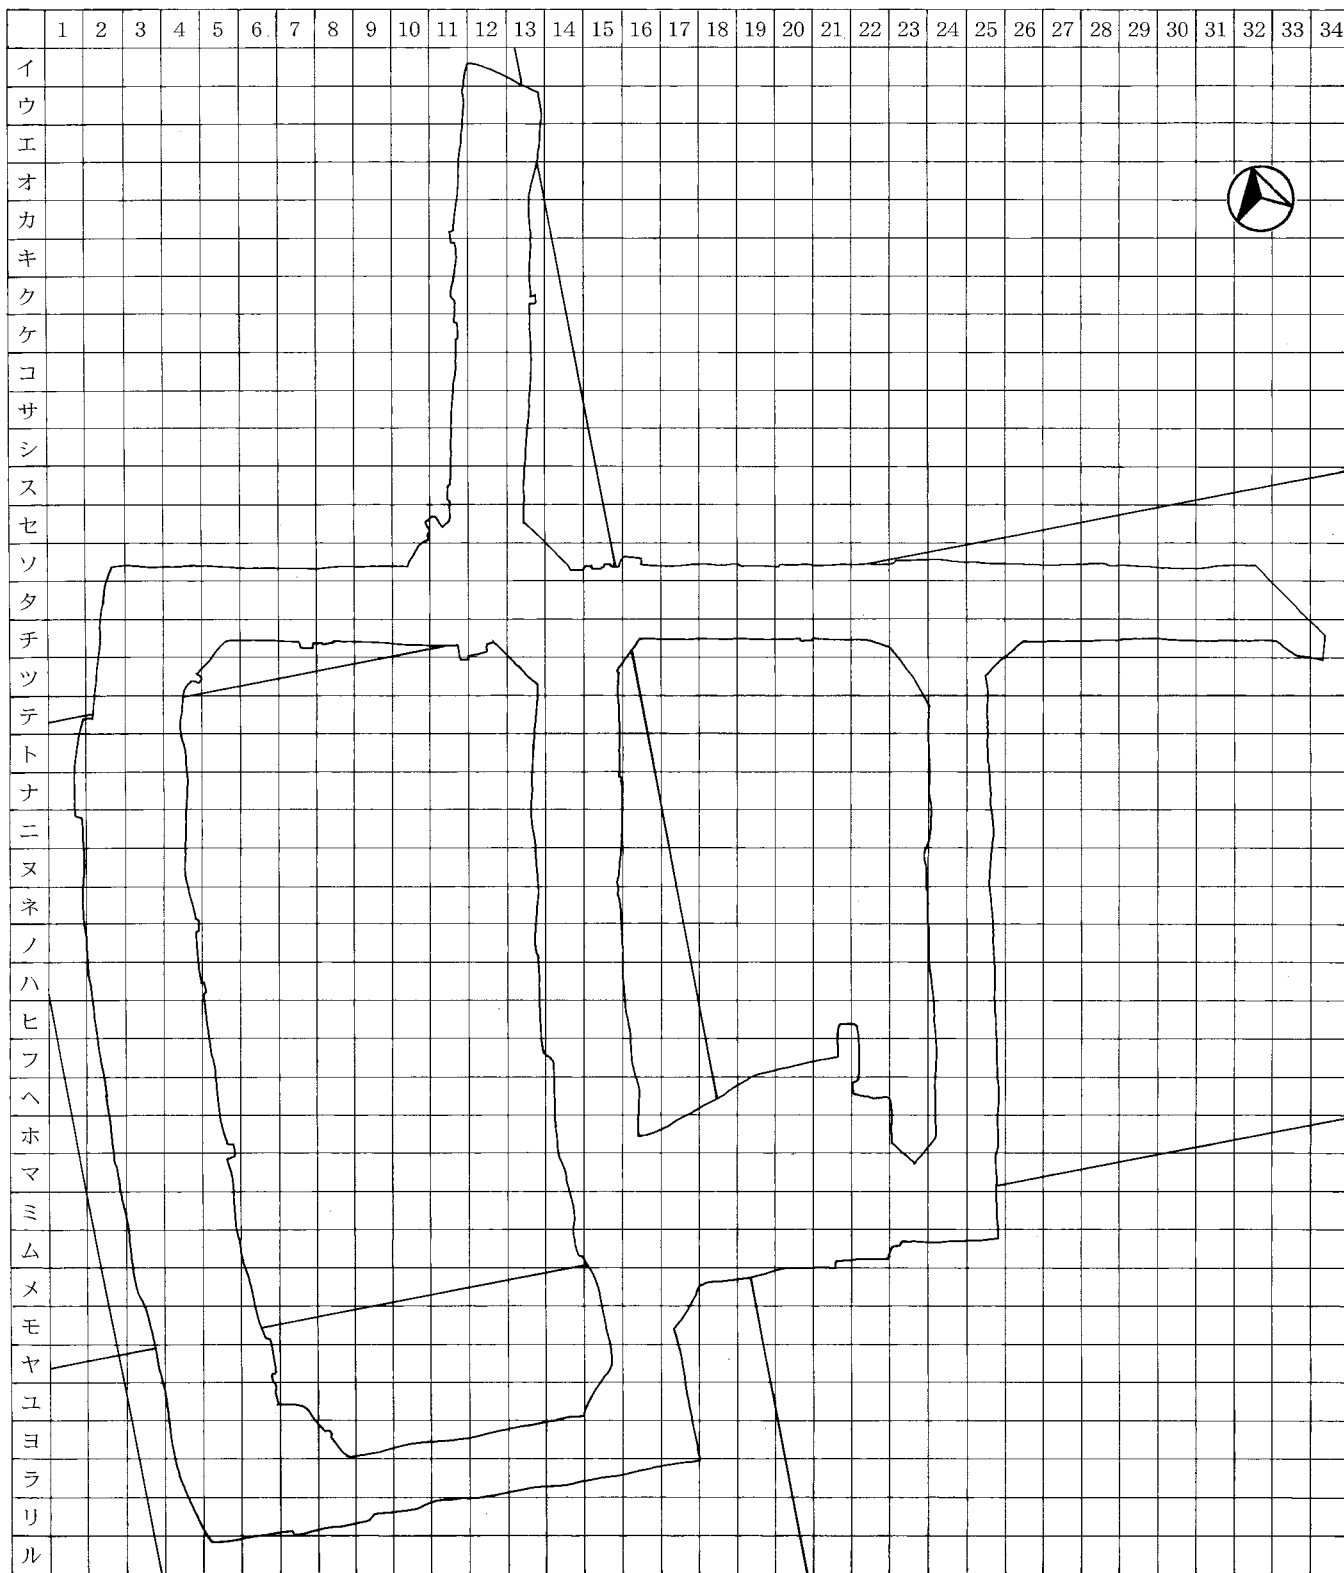 1 2 3 4 5 6 7 8 9 10 11 12 13 14 15 16 17 18 19 20 21 22 23 24 25 26 27 28 29 30 31 32 33 34
イ
ウ
エ
オ
カ
キ
ク
ケ
コ
サ
シ
ス
セ
ソ
タ
チ
ツ
テ
ト
ナ
ニ
ヌ
ネ
ノ
ハ
ヒ
フ
ヘ
ホ
マ
ミ
ム
メ
モ
ヤ
ユ
ヨ
ラ
リ
ル